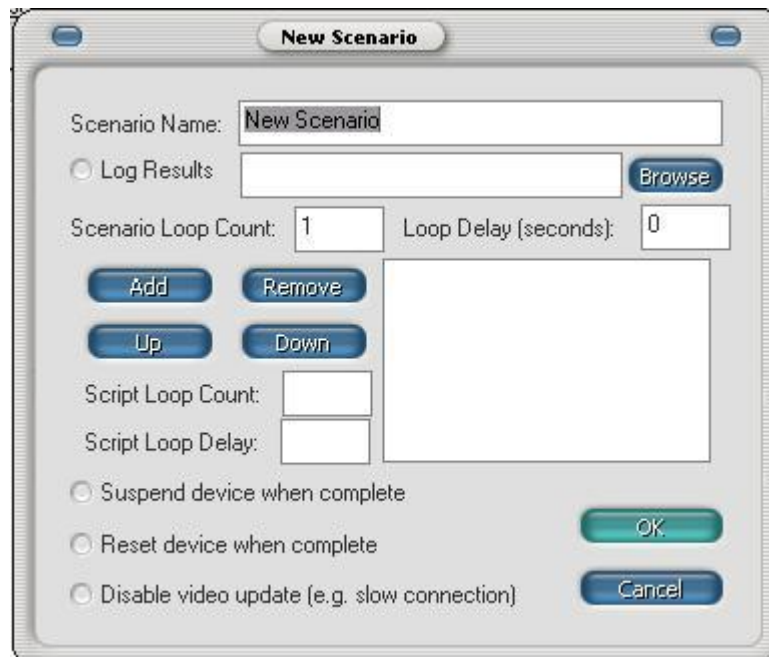 New Scenario
Scenario Name: New Scenario
Log Results Browse
Scenario Loop Count: 1 Loop Delay (seconds): 0
Add Remove
Up Down
Script Loop Count:
Script Loop Delay:
Suspend device when complete
OK
Reset device when complete
Disable video update (e.g. slow connection) Cancel